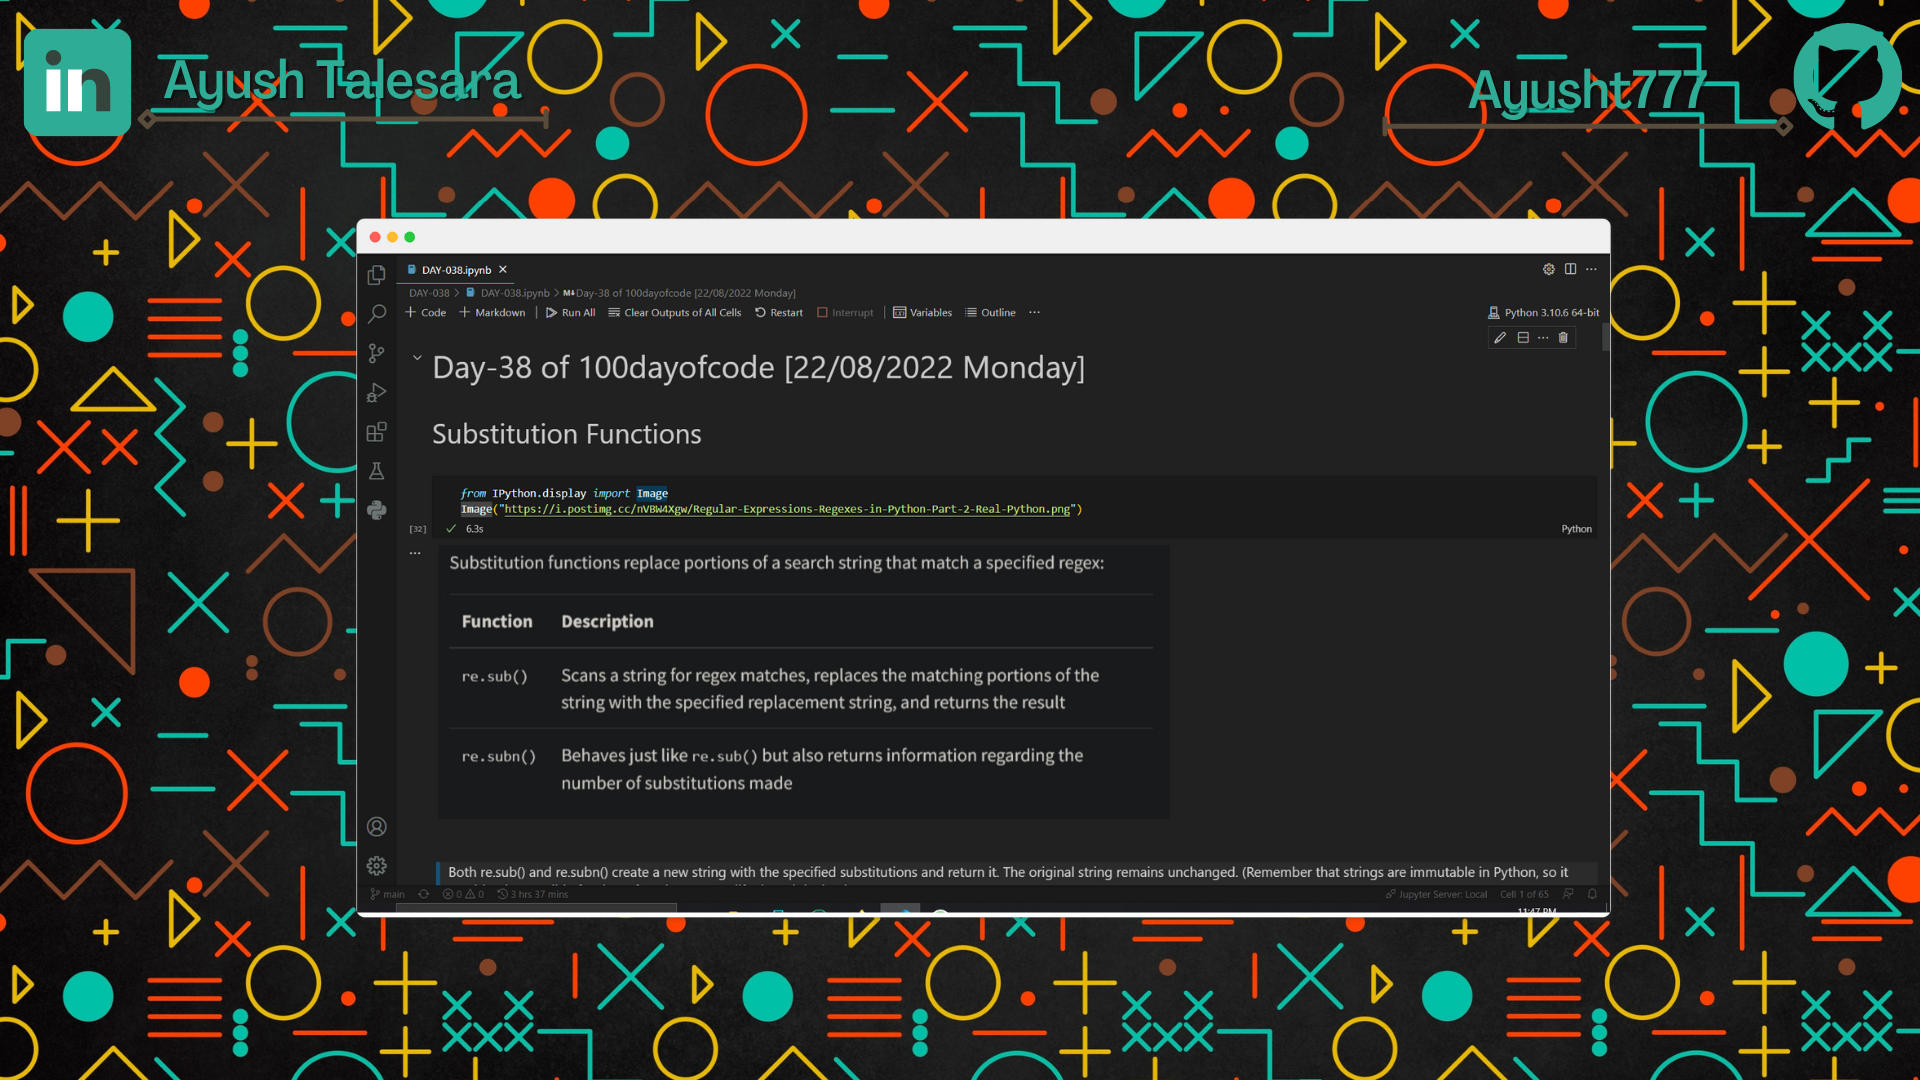 in
Ayush Talesara
Ayusht777
DAY-038.ipynb
DAY-038 > DAY-038.ipynb > M↓Day-38 of 100dayofcode [22/08/2022 Monday]
+ Code + Markdown | Run All Clear Outputs of All Cells Restart Interrupt | Variables Outline ...
Python 3.10.6 64-bit
Day-38 of 100dayofcode [22/08/2022 Monday]
Substitution Functions
from IPython.display import Image
Image("https://i.postimg.cc/nVBW4Xgw/Regular-Expressions-Regexes-in-Python-Part-2-Real-Python.png")
[32] ✓ 6.3s
Python
Substitution functions replace portions of a search string that match a specified regex:
Function Description
re.sub() Scans a string for regex matches, replaces the matching portions of the
string with the specified replacement string, and returns the result
re.subn() Behaves just like re.sub() but also returns information regarding the
number of substitutions made
Both re.sub() and re.subn() create a new string with the specified substitutions and return it. The original string remains unchanged. (Remember that strings are immutable in Python, so it
main 0 0 3 hrs 37 mins
Jupyter Server: Local Cell 1 of 65
11:47 PM